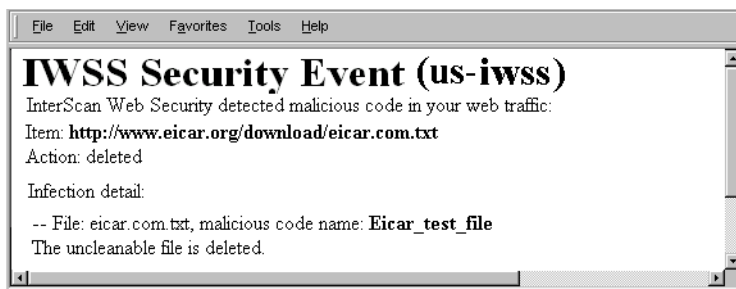 File Edit View Favorites Tools Help
IWSS Security Event (us-iwss)
InterScan Web Security detected malicious code in your web traffic:
Item: http://www.eicar.org/download/eicar.com.txt
Action: deleted
Infection detail:
-- File: eicar.com.txt, malicious code name: Eicar_test_file
The uncleanable file is deleted.